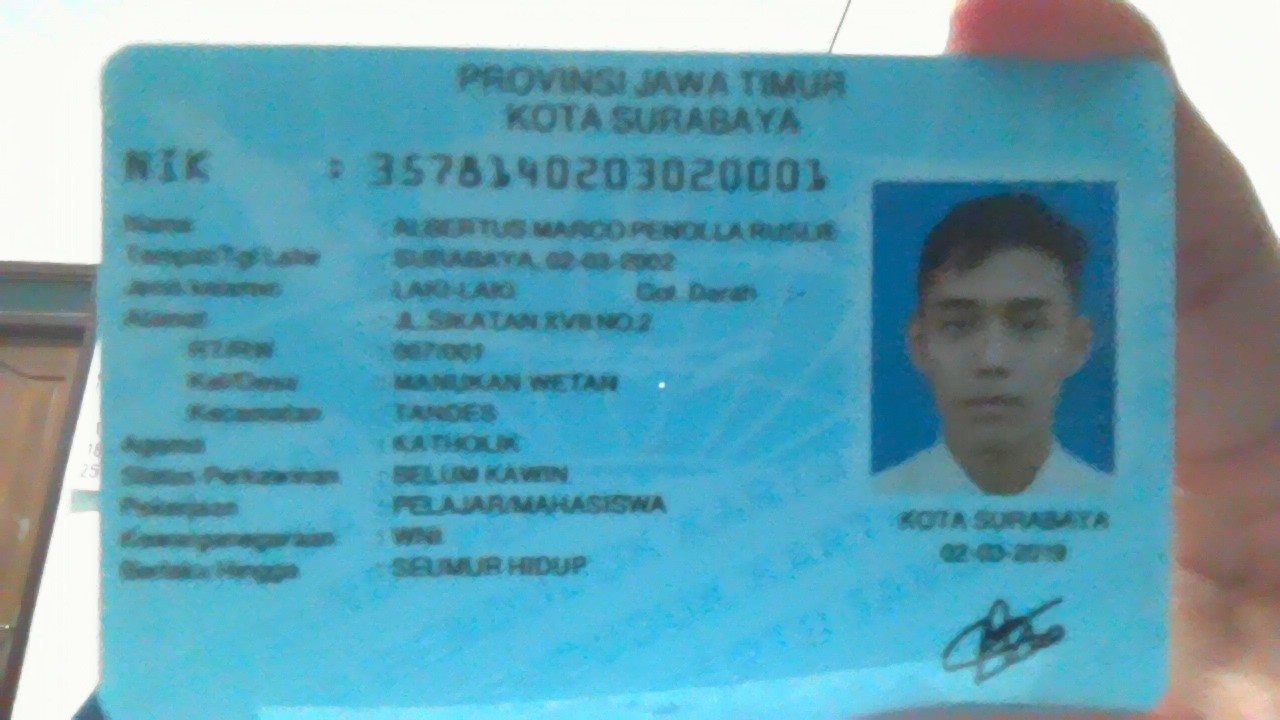 PROVINSI JAWA TIMUR
KOTA SURABAYA
NIK : 3578140203020001
Nama : ALBERTUS MARCO PENOLLA RUSLIE
Tempat/Tgl Lahir : SURABAYA, 02-03-2002
Jenis kelamin : LAKI-LAKI Gol. Darah : -
Alamat : JL.SIKATAN XVII NO.2
RT/RW : 007/001
Kel/Desa : MANUKAN WETAN
Kecamatan : TANDES
Agama : KATHOLIK
Status Perkawinan : BELUM KAWIN
Pekerjaan : PELAJAR/MAHASISWA
Kewarganegaraan : WNI
Berlaku Hingga : SEUMUR HIDUP
KOTA SURABAYA
02-03-2019